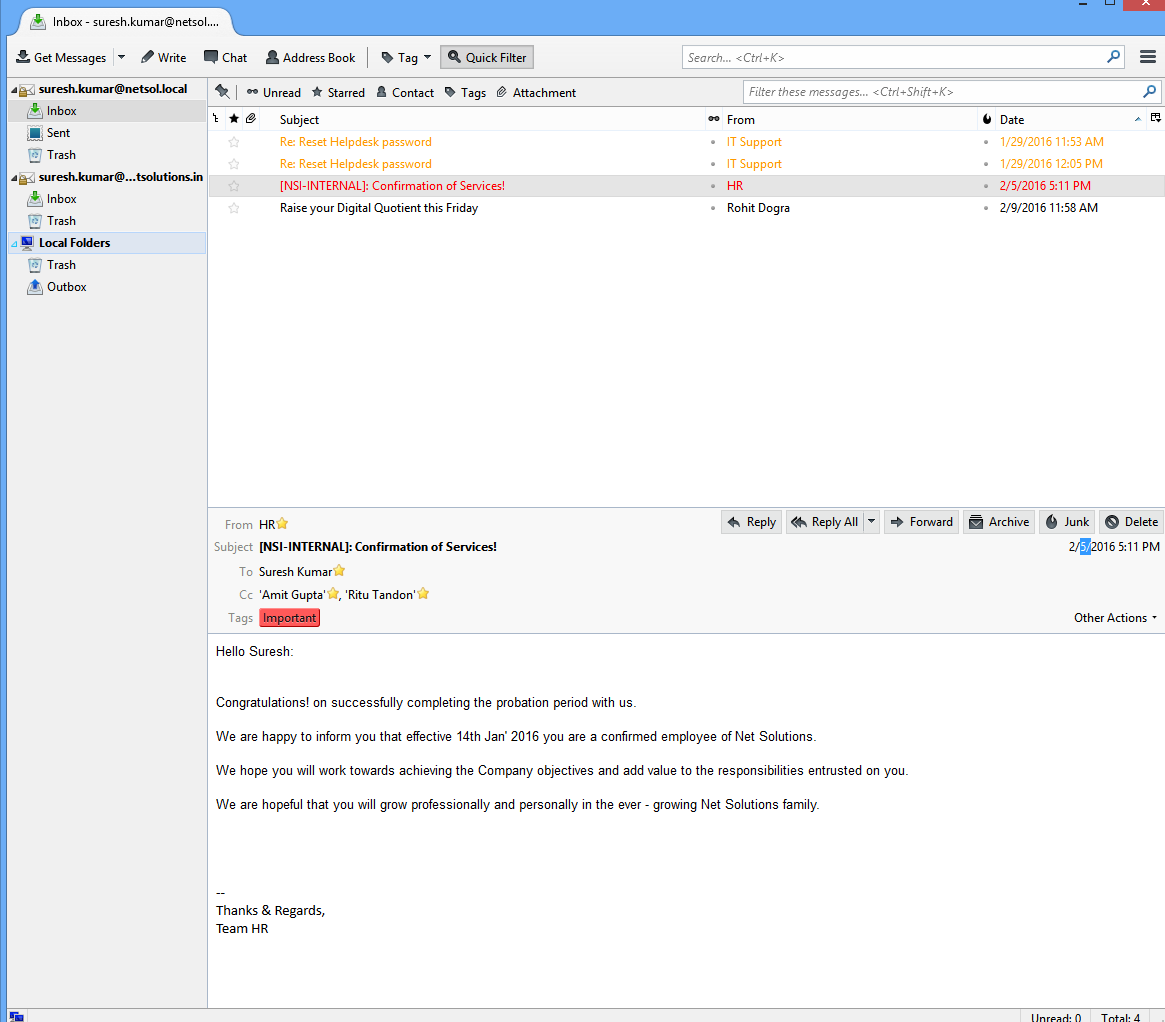 Inbox - suresh.kumar@netsol....
Get Messages Write Chat Address Book Tag Quick Filter Search... <Ctrl+K>
suresh.kumar@netsol.local
Inbox
Sent
Trash
suresh.kumar@...tsolutions.in
Inbox
Trash
Local Folders
Trash
Outbox
Unread Starred Contact Tags Attachment Filter these messages... <Ctrl+Shift+K>
Subject From Date
Re: Reset Helpdesk password IT Support 1/29/2016 11:53 AM
Re: Reset Helpdesk password IT Support 1/29/2016 12:05 PM
[NSI-INTERNAL]: Confirmation of Services! HR 2/5/2016 5:11 PM
Raise your Digital Quotient this Friday Rohit Dogra 2/9/2016 11:58 AM
From HR Reply Reply All Forward Archive Junk Delete
Subject [NSI-INTERNAL]: Confirmation of Services! 2/5/2016 5:11 PM
To Suresh Kumar
Cc 'Amit Gupta', 'Ritu Tandon'
Tags Important Other Actions
Hello Suresh:
Congratulations! on successfully completing the probation period with us.
We are happy to inform you that effective 14th Jan' 2016 you are a confirmed employee of Net Solutions.
We hope you will work towards achieving the Company objectives and add value to the responsibilities entrusted on you.
We are hopeful that you will grow professionally and personally in the ever - growing Net Solutions family.
--
Thanks & Regards,
Team HR
Unread: 0 Total: 4